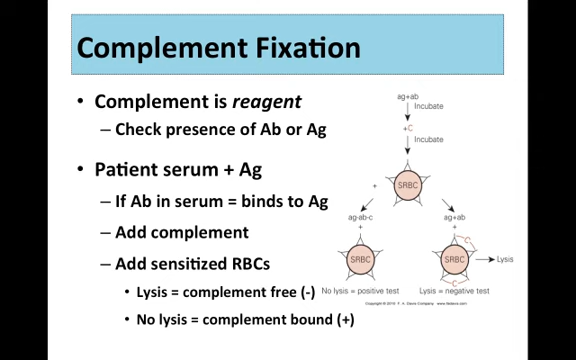 Complement Fixation
• Complement is reagent
– Check presence of Ab or Ag
• Patient serum + Ag
– If Ab in serum = binds to Ag
– Add complement
– Add sensitized RBCs
• Lysis = complement free (-)
• No lysis = complement bound (+)
ag+ab
Incubate
+C
Incubate
+
SRBC
ag-ab-c
ag+ab
+
+
C
SRBC
SRBC
Lysis
C
No lysis = positive test
Lysis = negative test